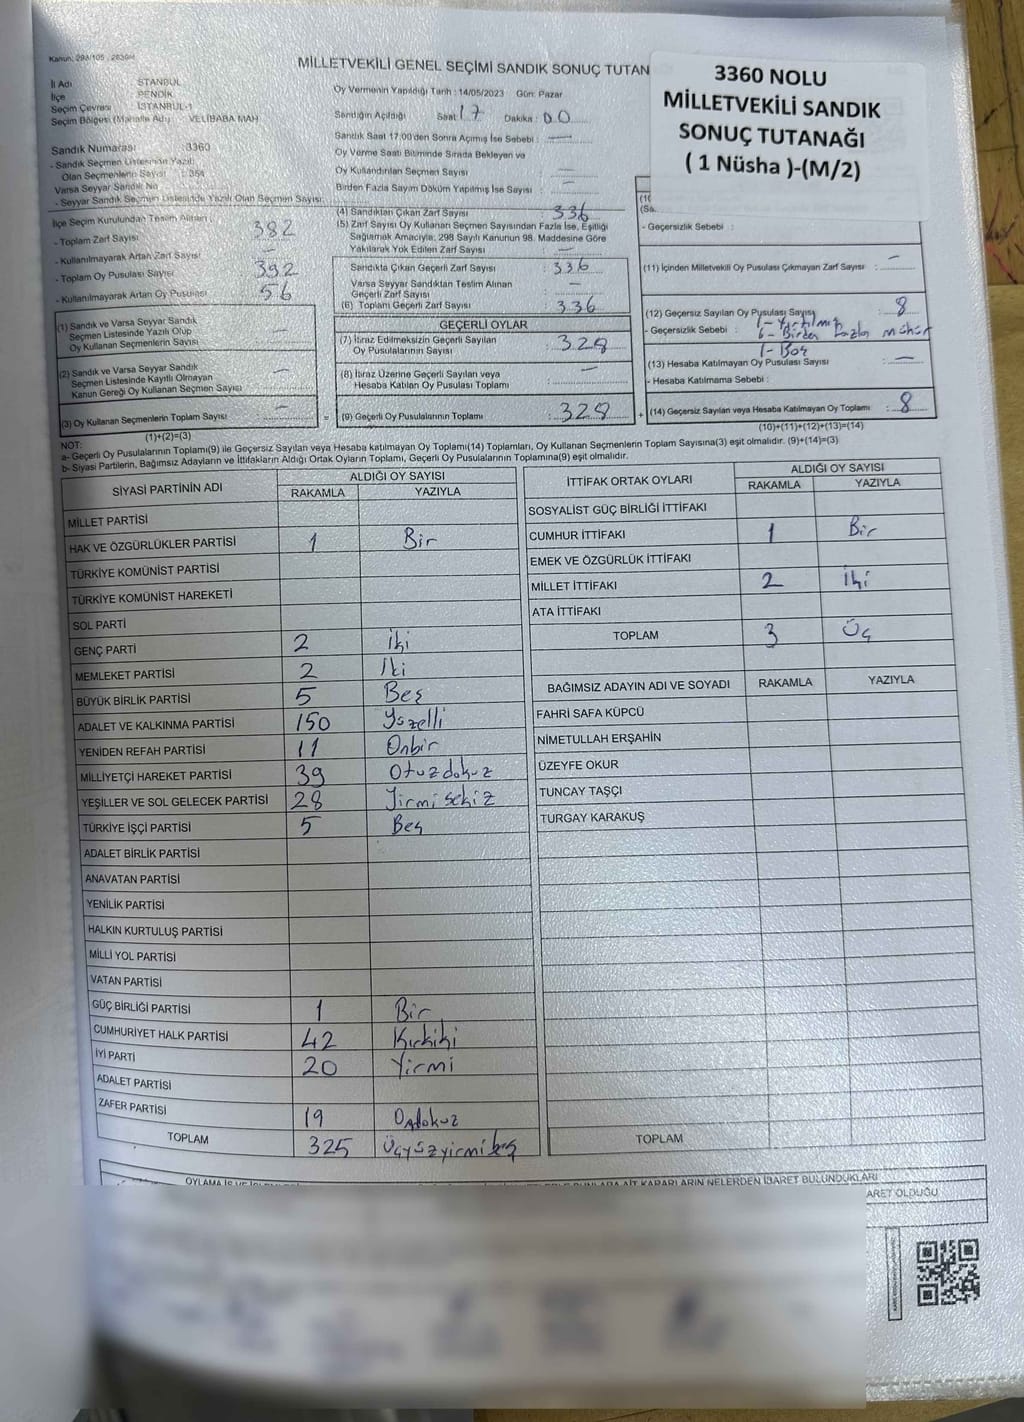 Kanun: 298/105 , 2839/M
MİLLETVEKİLİ GENEL SEÇİMİ SANDIK SONUÇ TUTAN
3360 NOLU
MİLLETVEKİLİ SANDIK
SONUÇ TUTANAĞI
( 1 Nüsha )-(M/2)
İl Adı STANBUL
İlçe PENDİK
Seçim Çevresi İSTANBUL-1
Seçim Bölgesi (Mahalle Adı) VELİBABA MAH
Sandık Numarası 3360
- Sandık Seçmen Listesinde Yazılı
Olan Seçmenlerin Sayısı : 354
Varsa Seyyar Sandık No
- Seyyar Sandık Seçmen Listesinde Yazılı Olan Seçmen Sayısı:
Oy Vermenin Yapıldığı Tarih : 14/05/2023 Gün: Pazar
Sandığın Açıldığı Saat: 17 Dakika : 00
Sandık Saat 17:00'den Sonra Açılmış İse Sebebi : —
Oy Verme Saati Bitiminde Sırada Bekleyen ve
Oy Kullandırılan Seçmen Sayısı : —
Birden Fazla Sayım Döküm Yapılmış İse Sayısı : —
İlçe Seçim Kurulundan Teslim Alınan :
- Toplam Zarf Sayısı 382
- Kullanılmayarak Artan Zarf Sayısı —
- Toplam Oy Pusulası Sayısı 392
- Kullanılmayarak Artan Oy Pusulası 56
(1) Sandık ve Varsa Seyyar Sandık
Seçmen Listesinde Yazılı Olup
Oy Kullanan Seçmenlerin Sayısı —
(2) Sandık ve Varsa Seyyar Sandık
Seçmen Listesinde Kayıtlı Olmayan
Kanun Gereği Oy Kullanan Seçmen Sayısı —
(3) Oy Kullanan Seçmenlerin Toplam Sayısı : —
(1)+(2)=(3)
(4) Sandıktan Çıkan Zarf Sayısı : 336
(5) Zarf Sayısı Oy Kullanan Seçmen Sayısından Fazla İse, Eşitliği
Sağlamak Amacıyla, 298 Sayılı Kanunun 98. Maddesine Göre
Yakılarak Yok Edilen Zarf Sayısı : —
Sandıkta Çıkan Geçerli Zarf Sayısı : 336
Varsa Seyyar Sandıktan Teslim Alınan
Geçerli Zarf Sayısı : —
(6) Toplam Geçerli Zarf Sayısı : 336
GEÇERLİ OYLAR
(7) İtiraz Edilmeksizin Geçerli Sayılan
Oy Pusulalarının Sayısı : 328
(8) İtiraz Üzerine Geçerli Sayılan veya
Hesaba Katılan Oy Pusulası Toplamı : —
= (9) Geçerli Oy Pusulalarının Toplamı : 328
(10
(Sa.
- Geçersizlik Sebebi :
(11) İçinden Milletvekili Oy Pusulası Çıkmayan Zarf Sayısı : —
(12) Geçersiz Sayılan Oy Pusulası Sayısı 8
- Geçersizlik Sebebi : 1- Yırtılmış
6- Birden Fazla mühür
1- Boş
(13) Hesaba Katılmayan Oy Pusulası Sayısı —
- Hesaba Katılmama Sebebi :
+ (14) Geçersiz Sayılan veya Hesaba Katılmayan Oy Toplamı : 8
(10)+(11)+(12)+(13)=(14)
NOT:
a- Geçerli Oy Pusulalarının Toplamı(9) ile Geçersiz Sayılan veya Hesaba katılmayan Oy Toplamı(14) Toplamları, Oy Kullanan Seçmenlerin Toplam Sayısına(3) eşit olmalıdır. (9)+(14)=(3)
b- Siyasi Partilerin, Bağımsız Adayların ve İttifakların Aldığı Ortak Oyların Toplamı, Geçerli Oy Pusulalarının Toplamına(9) eşit olmalıdır.
SİYASİ PARTİNİN ADI ALDIĞI OY SAYISI
RAKAMLA YAZIYLA
MİLLET PARTİSİ
HAK VE ÖZGÜRLÜKLER PARTİSİ 1 Bir
TÜRKİYE KOMÜNİST PARTİSİ
TÜRKİYE KOMÜNİST HAREKETİ
SOL PARTİ
GENÇ PARTİ 2 İki
MEMLEKET PARTİSİ 2 İki
BÜYÜK BİRLİK PARTİSİ 5 Beş
ADALET VE KALKINMA PARTİSİ 150 Yüzelli
YENİDEN REFAH PARTİSİ 11 Onbir
MİLLİYETÇİ HAREKET PARTİSİ 39 Otuzdokuz
YEŞİLLER VE SOL GELECEK PARTİSİ 28 Yirmi sekiz
TÜRKİYE İŞÇİ PARTİSİ 5 Beş
ADALET BİRLİK PARTİSİ
ANAVATAN PARTİSİ
YENİLİK PARTİSİ
HALKIN KURTULUŞ PARTİSİ
MİLLİ YOL PARTİSİ
VATAN PARTİSİ
GÜÇ BİRLİĞİ PARTİSİ 1 Bir
CUMHURİYET HALK PARTİSİ 42 Kırkiki
İYİ PARTİ 20 Yirmi
ADALET PARTİSİ
ZAFER PARTİSİ 19 Ondokuz
TOPLAM 325 Üçyüzyirmibeş
İTTİFAK ORTAK OYLARI ALDIĞI OY SAYISI
RAKAMLA YAZIYLA
SOSYALİST GÜÇ BİRLİĞİ İTTİFAKI
CUMHUR İTTİFAKI 1 Bir
EMEK VE ÖZGÜRLÜK İTTİFAKI
MİLLET İTTİFAKI 2 İki
ATA İTTİFAKI
TOPLAM 3 Üç
BAĞIMSIZ ADAYIN ADI VE SOYADI RAKAMLA YAZIYLA
FAHRİ SAFA KÜPCÜ
NİMETULLAH ERŞAHİN
ÜZEYFE OKUR
TUNCAY TAŞÇI
TURGAY KARAKUŞ
TOPLAM
KARARLARIN NELERDEN İBARET BULUNDUKLARI
ARET OLDUĞU